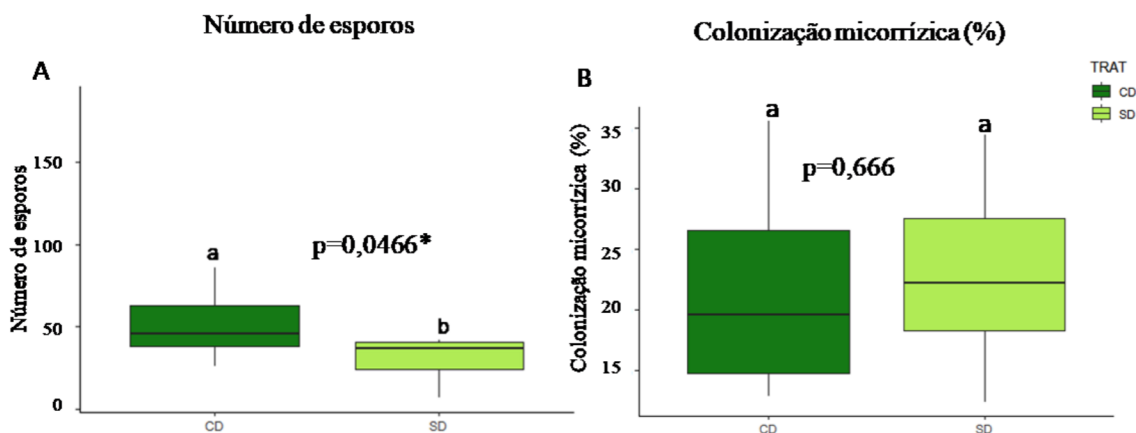 Número de esporos
Colonização micorrízica (%)
A
Número de esporos
150
100
50
0
a
p=0,0466*
b
CD
SD
B
Colonização micorrízica (%)
35
30
25
20
15
a
p=0,666
a
CD
SD
TRAT
CD
SD